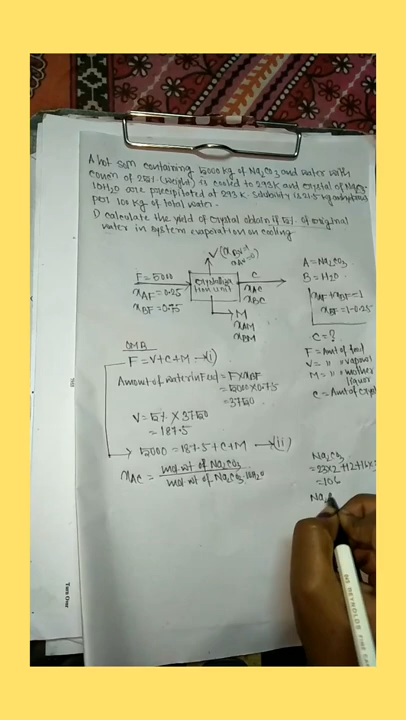 A hot soln containing 5000 kg of Na2CO3 and water with
concn of 25% (weight) is cooled to 293K and crystal of Na2CO3.
10H2O are precipitated at 293 K. solubility is 21.5 kg anhydrous
per 100 kg of total water.
i) calculate the yield of crystal obtain if 5% of original
water in system evaporation on cooling
V
F = 5000
xAF = 0.25
xBF = 0.75
C
xAC
xBC
M
xAM
xBM
A = Na2CO3
B = H2O
xAF + xBF = 1
xBF = 1-0.25
C = ?
F = Amt of feed
V = " " vapour
M = " " mother
liquor
C = Amt of crystal
OMB
F = V+C+M —(i)
Amount of water in Feed = F×xBF
= 5000×0.75
= 3750
V = 5% × 3750
= 187.5
5000 = 187.5 + C+M —(ii)
xAC = mol. wt of Na2CO3
mol. wt of Na2CO3.10H2O
Na2CO3
= 23×2+12+16×3
= 106
Na2
Tara Over
REYNOLDS